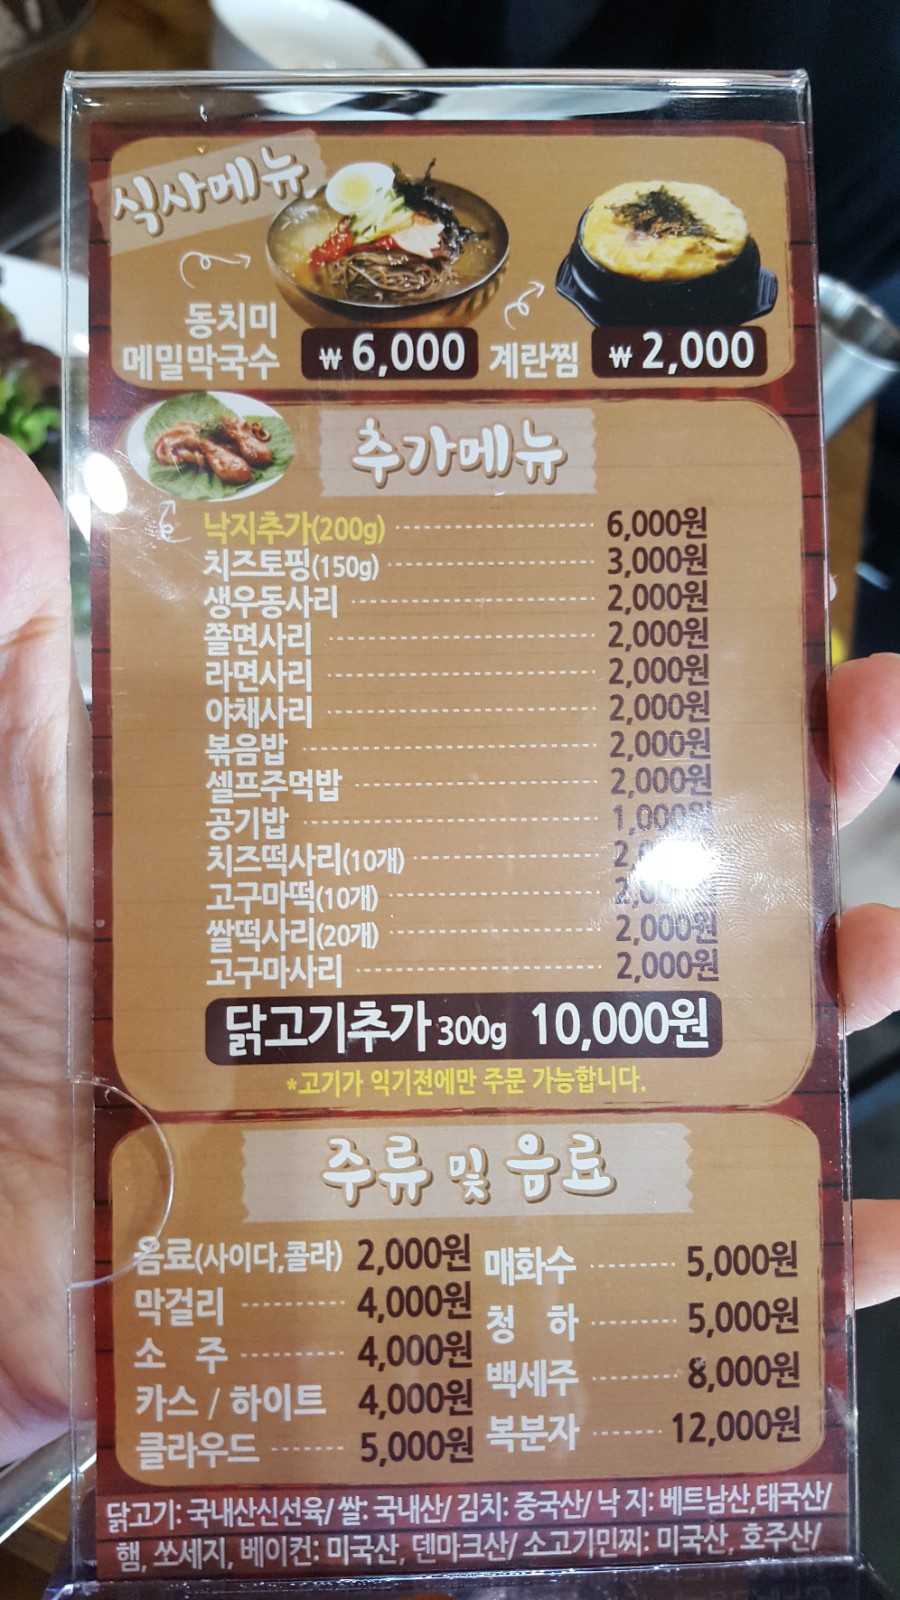 식사메뉴
동치미
메밀막국수 ₩6,000 계란찜 ₩2,000
추가메뉴
낙지추가(200g) 6,000원
치즈토핑(150g) 3,000원
생우동사리 2,000원
쫄면사리 2,000원
라면사리 2,000원
야채사리 2,000원
볶음밥 2,000원
셀프주먹밥 2,000원
공기밥 1,000원
치즈떡사리(10개)
고구마떡(10개)
쌀떡사리(20개) 2,000원
고구마사리 2,000원
닭고기추가 300g 10,000원
*고기가 익기전에만 주문 가능합니다.
주류 및 음료
음료(사이다,콜라) 2,000원 매화수 5,000원
막걸리 4,000원 청 하 5,000원
소 주 4,000원 백세주 8,000원
카스 / 하이트 4,000원 복분자 12,000원
클라우드 5,000원
닭고기: 국내산신선육/ 쌀: 국내산/ 김치: 중국산/ 낙 지: 베트남산,태국산/
햄, 쏘세지, 베이컨: 미국산, 덴마크산/ 소고기민찌: 미국산, 호주산/